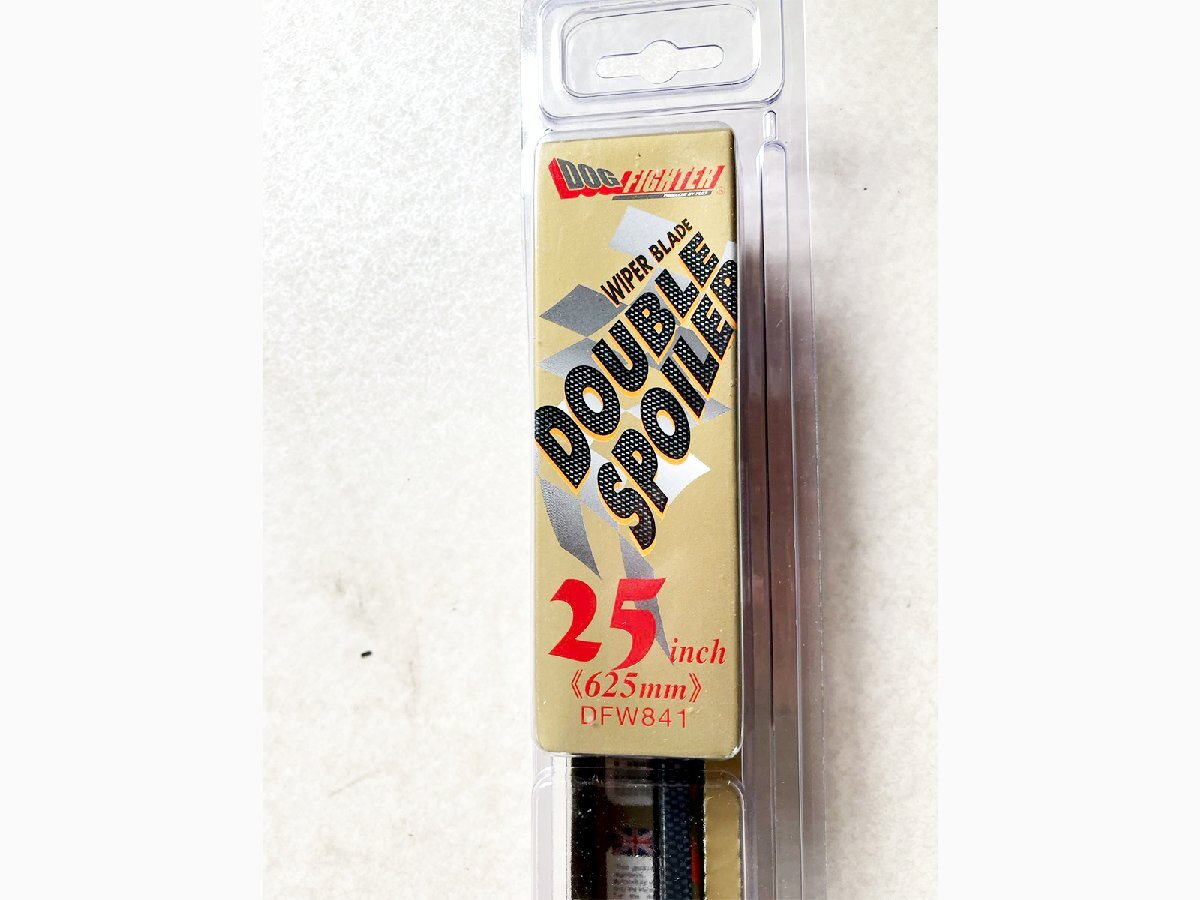 DOG FIGHTER
WIPER BLADE
DOUBLE
SPOILER
25 inch
《625mm》
DFW841